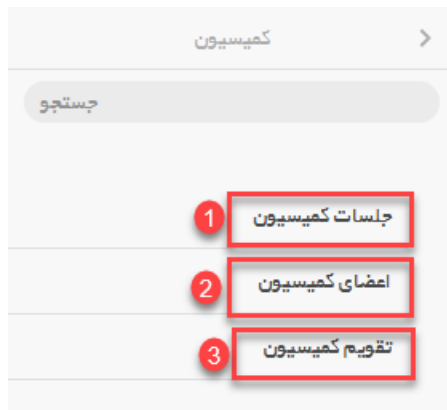 کمیسیون
جستجو
جلسات کمیسیون
1
اعضای کمیسیون
2
تقویم کمیسیون
3